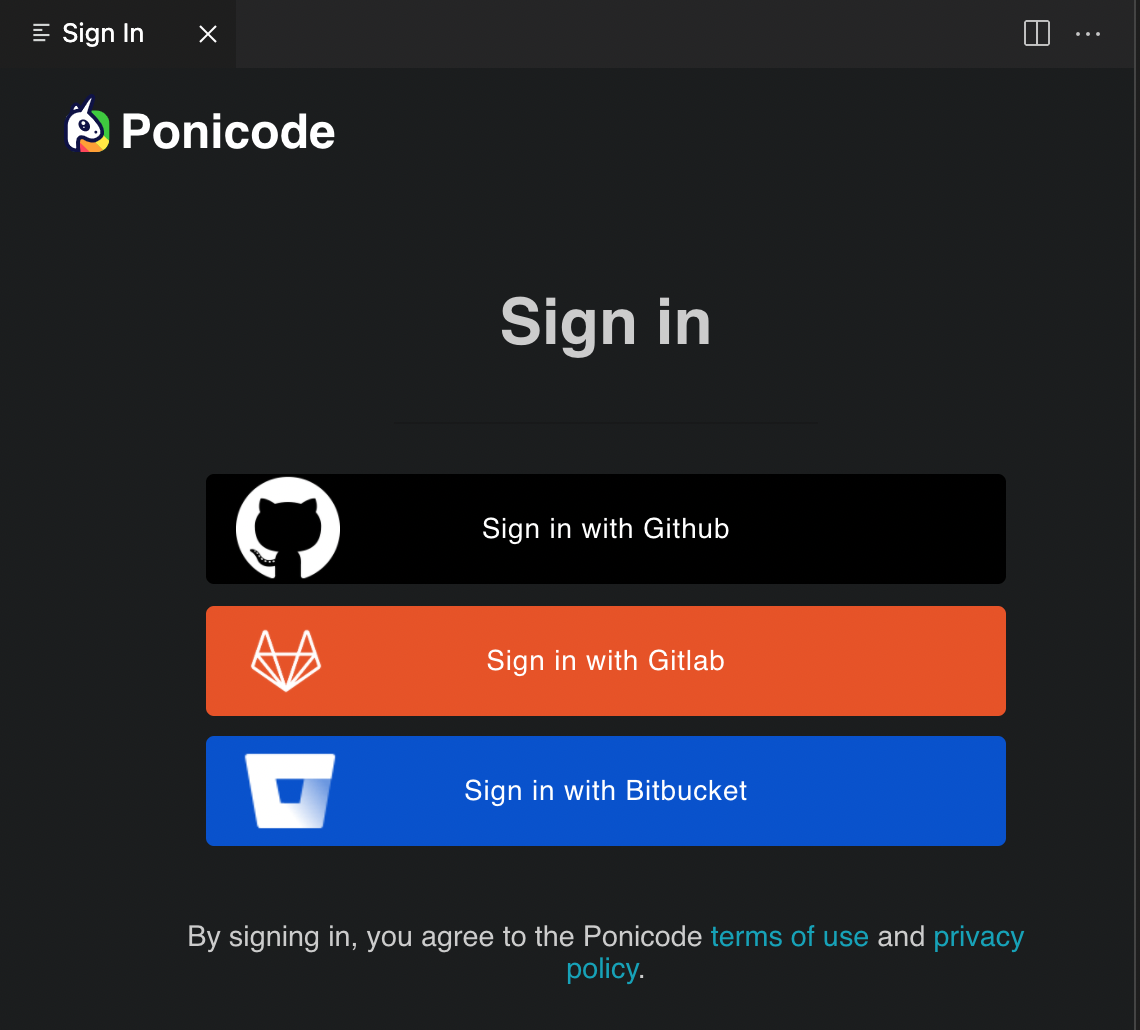 Sign In
Ponicode
Sign in
Sign in with Github
Sign in with Gitlab
Sign in with Bitbucket
By signing in, you agree to the Ponicode terms of use and privacy
policy.